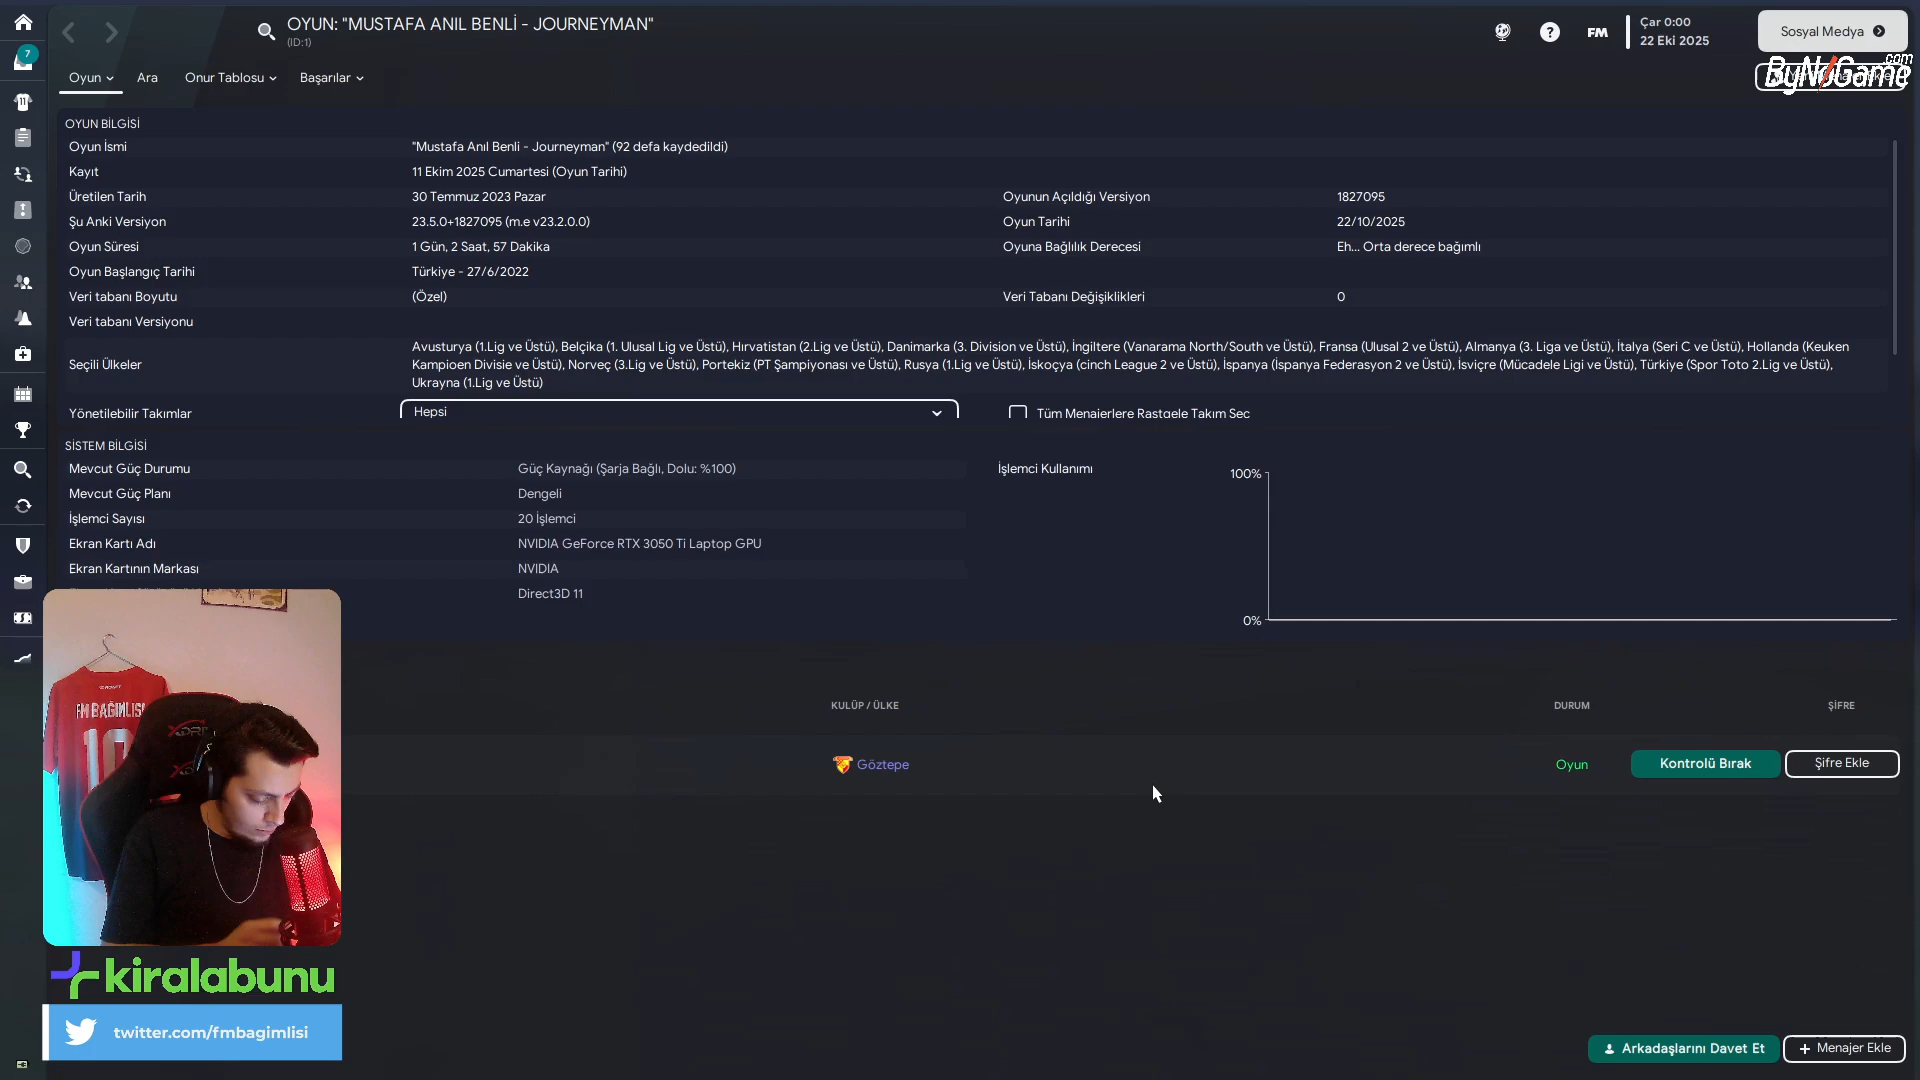 OYUN: "MUSTAFA ANIL BENLİ - JOURNEYMAN"
(ID:1)
FM
Çar 0:00
22 Eki 2025
Sosyal Medya
7
Oyun
Ara
Onur Tablosu
Başarılar
ByNoGame
.com
OYUN BİLGİSİ
Oyun İsmi
"Mustafa Anıl Benli - Journeyman" (92 defa kaydedildi)
Kayıt
11 Ekim 2025 Cumartesi (Oyun Tarihi)
Üretilen Tarih
30 Temmuz 2023 Pazar
Oyunun Açıldığı Versiyon
1827095
Şu Anki Versiyon
23.5.0+1827095 (m.e v23.2.0.0)
Oyun Tarihi
22/10/2025
Oyun Süresi
1 Gün, 2 Saat, 57 Dakika
Oyuna Bağlılık Derecesi
Eh... Orta derece bağımlı
Oyun Başlangıç Tarihi
Türkiye - 27/6/2022
Veri tabanı Boyutu
(Özel)
Veri Tabanı Değişiklikleri
0
Veri tabanı Versiyonu
Seçili Ülkeler
Avusturya (1.Lig ve Üstü), Belçika (1. Ulusal Lig ve Üstü), Hırvatistan (2.Lig ve Üstü), Danimarka (3. Division ve Üstü), İngiltere (Vanarama North/South ve Üstü), Fransa (Ulusal 2 ve Üstü), Almanya (3. Liga ve Üstü), İtalya (Seri C ve Üstü), Hollanda (Keuken
Kampioen Divisie ve Üstü), Norveç (3.Lig ve Üstü), Portekiz (PT Şampiyonası ve Üstü), Rusya (1.Lig ve Üstü), İskoçya (cinch League 2 ve Üstü), İspanya (İspanya Federasyon 2 ve Üstü), İsviçre (Mücadele Ligi ve Üstü), Türkiye (Spor Toto 2.Lig ve Üstü),
Ukrayna (1.Lig ve Üstü)
Yönetilebilir Takımlar
Hepsi
Tüm Menajerlere Rastgele Takım Seç
SİSTEM BİLGİSİ
Mevcut Güç Durumu
Güç Kaynağı (Şarja Bağlı, Dolu: %100)
İşlemci Kullanımı
100%
0%
Mevcut Güç Planı
Dengeli
İşlemci Sayısı
20 İşlemci
Ekran Kartı Adı
NVIDIA GeForce RTX 3050 Ti Laptop GPU
Ekran Kartının Markası
NVIDIA
Direct3D 11
KULÜP / ÜLKE
DURUM
ŞİFRE
Göztepe
Oyun
Kontrolü Bırak
Şifre Ekle
FM BAĞIMLISI
10
kiralabunu
twitter.com/fmbagimlisi
Arkadaşlarını Davet Et
Menajer Ekle